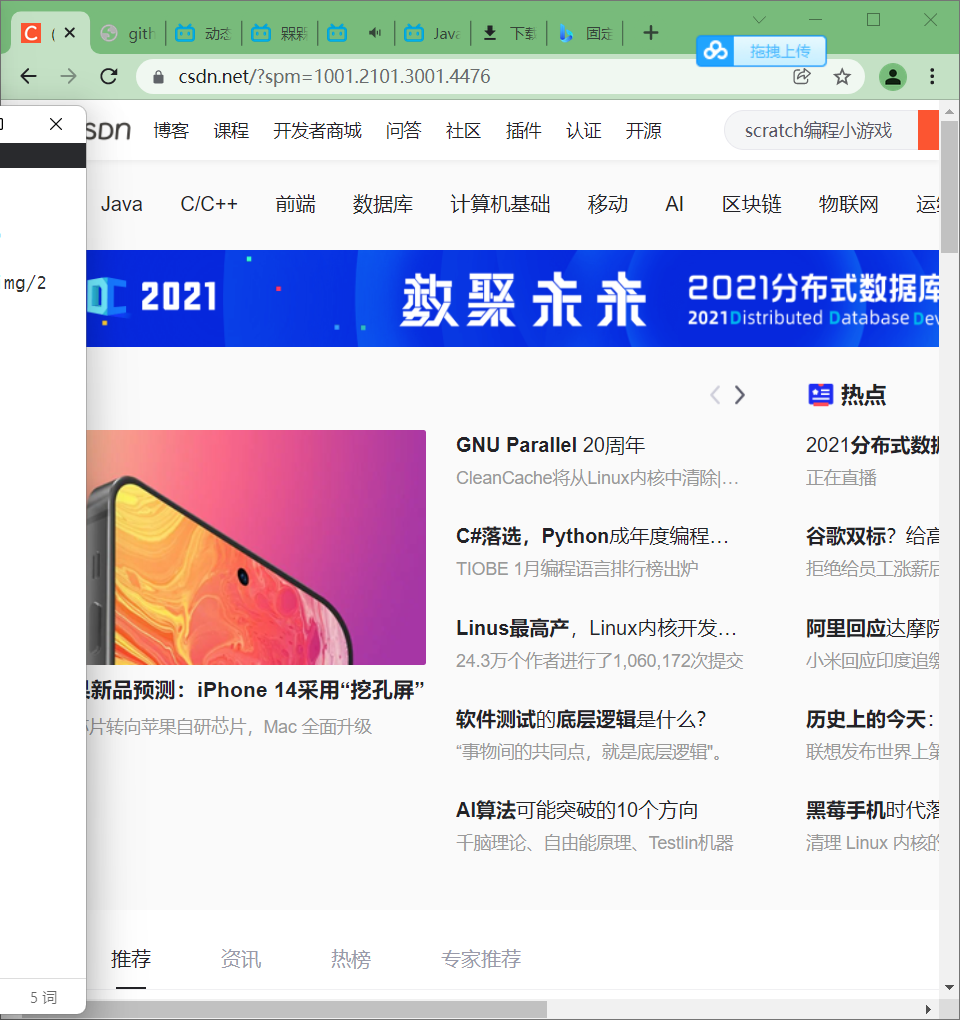 gith
动态
Java
下载
固定
拖拽上传
csdn.net/?spm=1001.2101.3001.4476
博客 课程 开发者商城 问答 社区 插件 认证 开源
scratch编程小游戏
Java C/C++ 前端 数据库 计算机基础 移动 AI 区块链 物联网
mg/2
2021 数聚未来 2021分布式数据库
2021Distributed Database Dev
热点
GNU Parallel 20周年
CleanCache将从Linux内核中清除|…
C#落选，Python成年度编程…
TIOBE 1月编程语言排行榜出炉
Linus最高产，Linux内核开发…
24.3万个作者进行了1,060,172次提交
软件测试的底层逻辑是什么？
“事物间的共同点，就是底层逻辑"。
AI算法可能突破的10个方向
千脑理论、自由能原理、Testlin机器
2021分布式数据
正在直播
谷歌双标？给高
拒绝给员工涨薪后
阿里回应达摩院
小米回应印度追缴
历史上的今天：
联想发布世界上第
黑莓手机时代落
清理 Linux 内核的
新品预测：iPhone 14采用“挖孔屏”
芯片转向苹果自研芯片，Mac 全面升级
推荐 资讯 热榜 专家推荐
5 词